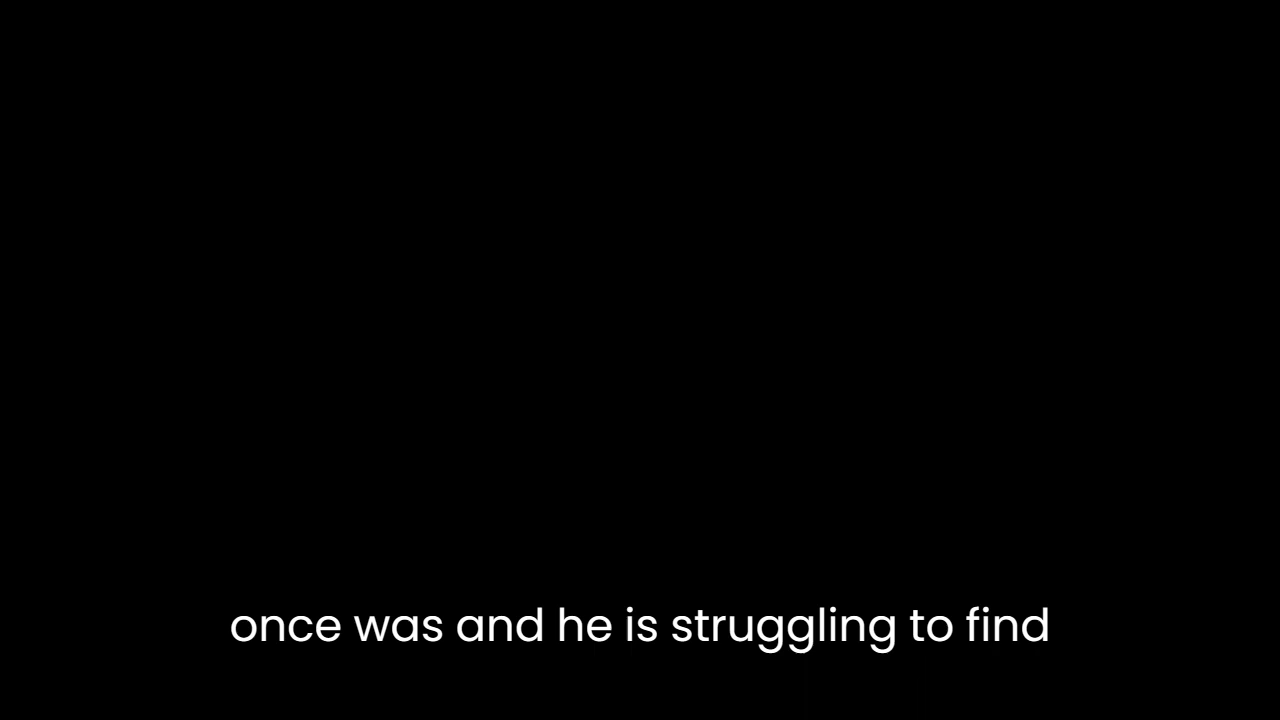 once was and he is struggling to find